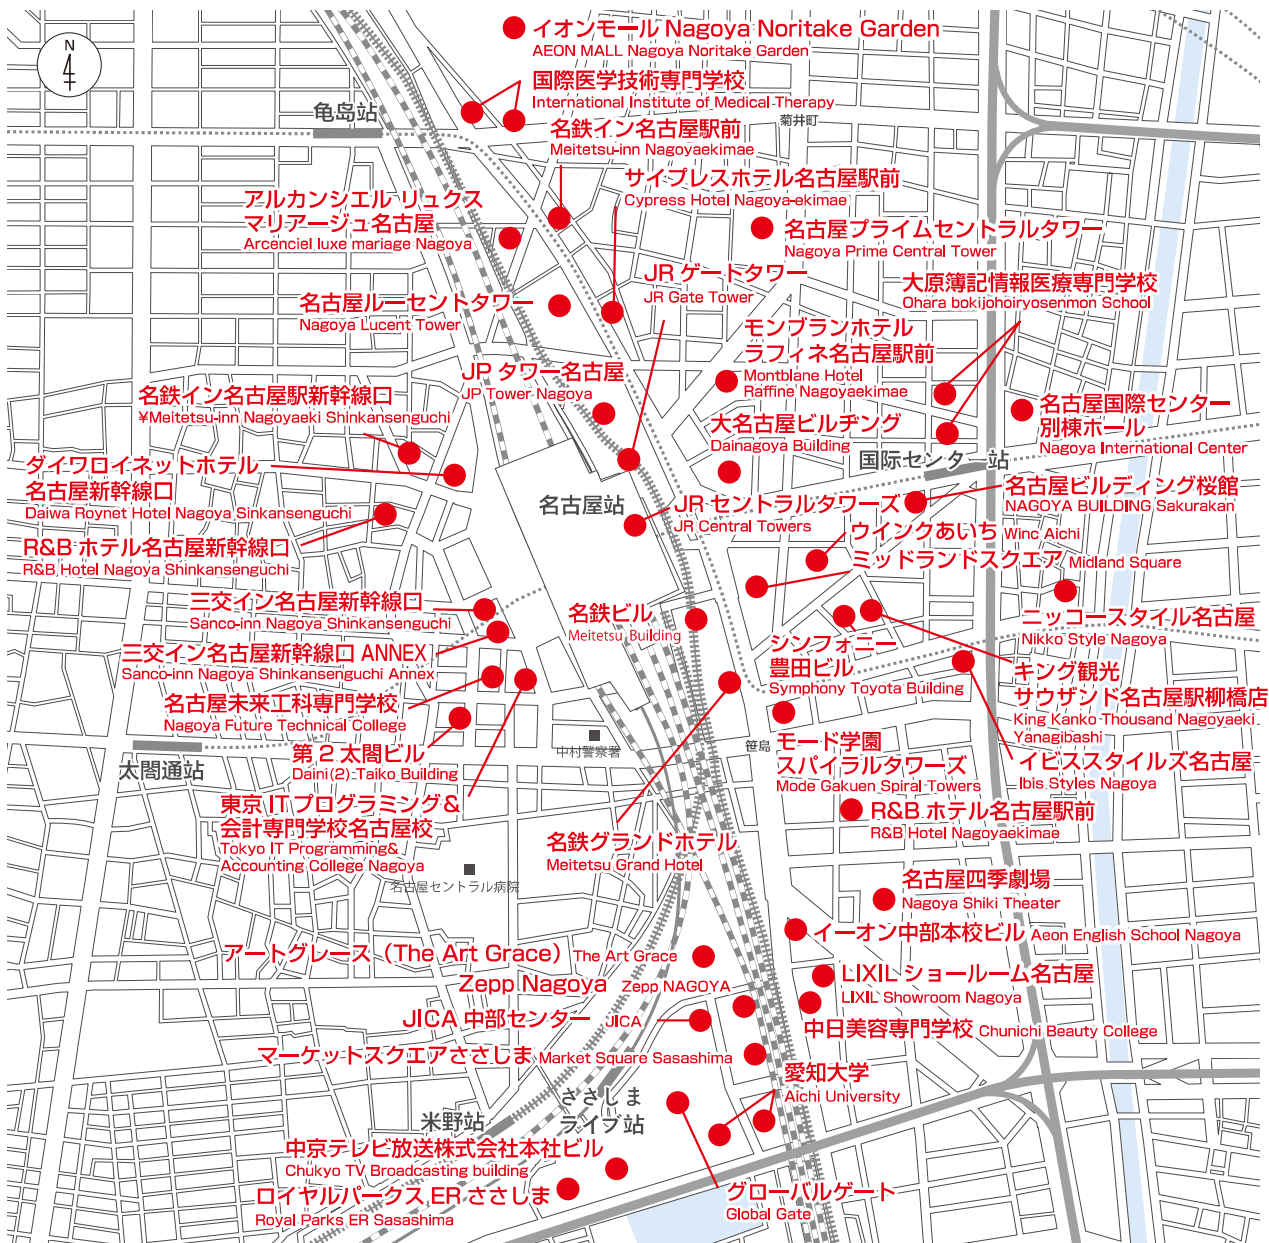 イオンモール Nagoya Noritake Garden
AEON MALL Nagoya Noritake Garden
N
国際医学技術専門学校
International Institute of Medical Therapy
亀岛站
菊井町
名鉄イン名古屋駅前
Meitetsu-inn Nagoyaekimae
サイプレスホテル名古屋駅前
Cypress Hotel Nagoya-ekimae
アルカンシエル リュクス
マリアージュ名古屋
Arcenciel luxe mariage Nagoya
名古屋プライムセントラルタワー
Nagoya Prime Central Tower
JR ゲートタワー
JR Gate Tower
大原簿記情報医療専門学校
Ohara bokijohoiryosenmon School
名古屋ルーセントタワー
Nagoya Lucent Tower
モンブランホテル
ラフィネ名古屋駅前
Montblane Hotel
Raffine Nagoyaekimae
JP タワー名古屋
JP Tower Nagoya
名鉄イン名古屋駅新幹線口
¥Meitetsu-inn Nagoyaeki Shinkansenguchi
名古屋国際センター
別棟ホール
Nagoya International Center
大名古屋ビルヂング
Dainagoya Building
国际センター 站
ダイワロイネットホテル
名古屋新幹線口
Daiwa Roynet Hotel Nagoya Sinkansenguchi
名古屋站
JR セントラルタワーズ
JR Central Towers
名古屋ビルディング桜館
NAGOYA BUILDING Sakurakan
R&B ホテル名古屋新幹線口
R&B Hotel Nagoya Shinkansenguchi
ウインクあいち Winc Aichi
ミッドランドスクエア Midland Square
三交イン名古屋新幹線口
Sanco-inn Nagoya Shinkansenguchi
名鉄ビル
Meitetsu Building
ニッコースタイル名古屋
Nikko Style Nagoya
三交イン名古屋新幹線口 ANNEX
Sanco-inn Nagoya Shinkansenguchi Annex
シンフォニー
豊田ビル
Symphony Toyota Building
キング観光
サウザンド名古屋駅柳橋店
King Kanko Thousand Nagoyaeki
Yanagibashi
名古屋未来工科専門学校
Nagoya Future Technical College
中村警察署
笹島
第 2 太閤ビル
Daini(2) Taiko Building
太閤通站
モード学園
スパイラルタワーズ
Mode Gakuen Spiral Towers
イビススタイルズ名古屋
Ibis Styles Nagoya
東京 IT プログラミング＆
会計専門学校名古屋校
Tokyo IT Programming&
Accounting College Nagoya
R&B ホテル名古屋駅前
R&B Hotel Nagoyaekimae
名鉄グランドホテル
Meitetsu Grand Hotel
名古屋セントラル病院
名古屋四季劇場
Nagoya Shiki Theater
イーオン中部本校ビル Aeon English School Nagoya
アートグレース（The Art Grace） The Art Grace
Zepp Nagoya Zepp NAGOYA
LIXIL ショールーム名古屋
LIXIL Showroom Nagoya
JICA 中部センター JICA
中日美容専門学校 Chunichi Beauty College
マーケットスクエアささしま Market Square Sasashima
愛知大学
Aichi University
ささしま
ライブ站
米野站
中京テレビ放送株式会社本社ビル
Chukyo TV Broadcasting building
ロイヤルパークス ER ささしま
Royal Parks ER Sasashima
グローバルゲート
Global Gate